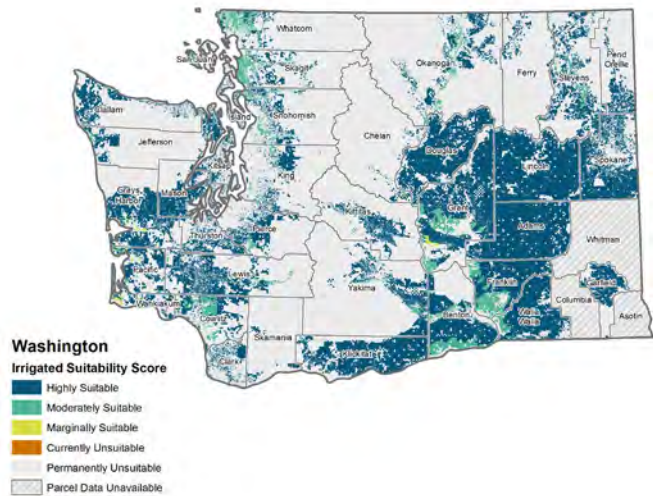 Whatcom
San Juan
Skagit
Okanogan
Ferry
Stevens
Pend
Oreille
Island
Clallam
Snohomish
Jefferson
Chelan
Douglas
Kitsap
Lincoln
Spokane
King
Grays
Harbor
Mason
Grant
Kittitas
Pierce
Thurston
Adams
Whitman
Pacific
Lewis
Yakima
Franklin
Garfield
Columbia
Wahkiakum
Cowlitz
Benton
Walla
Walla
Asotin
Skamania
Klickitat
Clark
Washington
Irrigated Suitability Score
Highly Suitable
Moderately Suitable
Marginally Suitable
Currently Unsuitable
Permanently Unsuitable
Parcel Data Unavailable